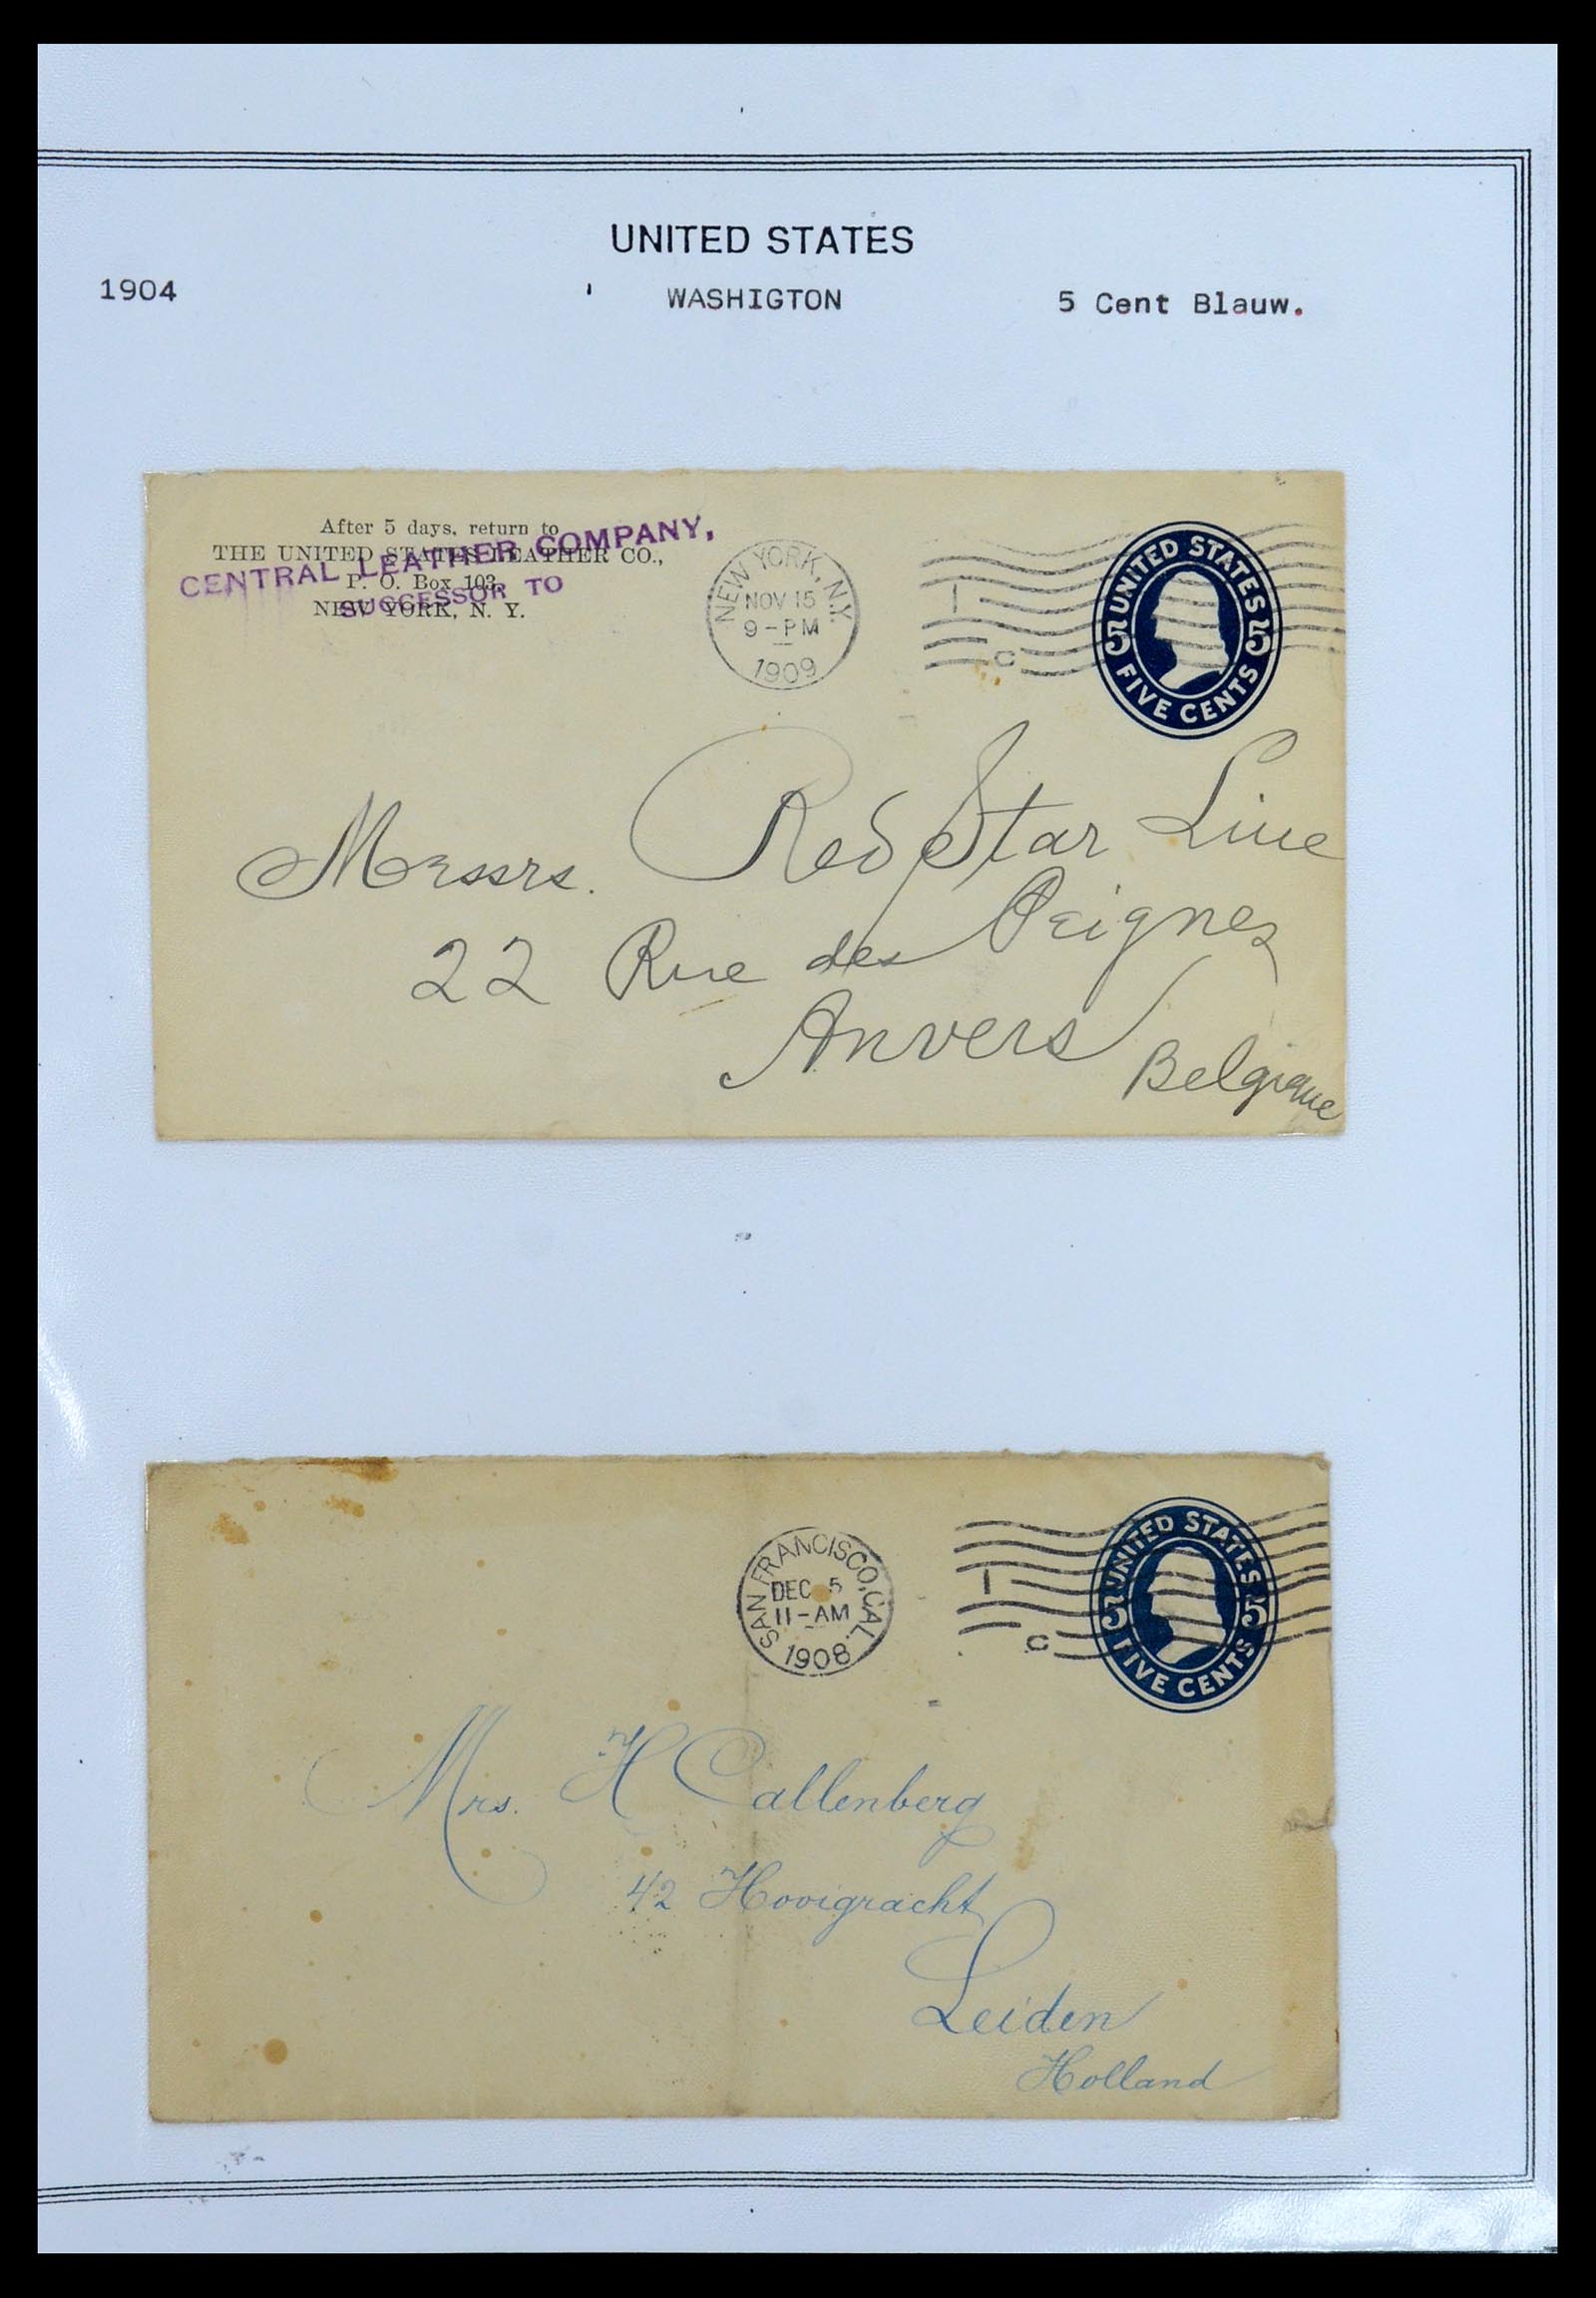 UNITED STATES
1904 WASHIGTON 5 Cent Blauw.
After 5 days, return to
THE UNITED STATES LEATHER CO.,
P. O. Box 103,
NEW YORK, N. Y.
CENTRAL LEATHER COMPANY,
SUCCESSOR TO
NEW YORK, N.Y.
NOV 15
9-PM
1909
1
C
UNITED STATES
5 5
FIVE CENTS
Messrs. Red Star Line
22 Rue des Peignes
Anvers
Belgique
SAN FRANCISCO, CAL.
DEC 5
11-AM
1908
1
C
UNITED STATES
5 5
FIVE CENTS
Mrs. H Callenberg
42 Hooigracht
Leiden
Holland